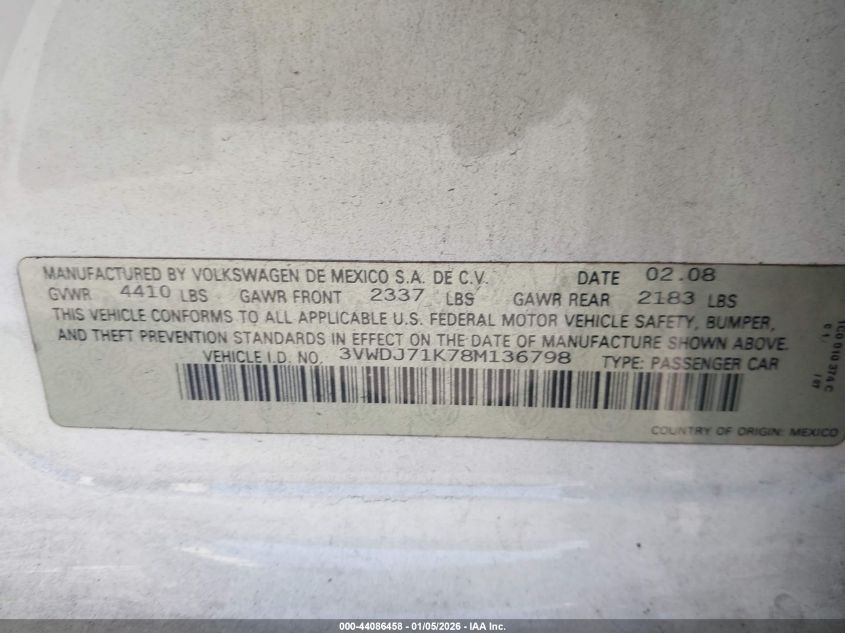 MANUFACTURED BY VOLKSWAGEN DE MEXICO S.A. DE C.V. DATE 02.08
GVWR 4410 LBS GAWR FRONT 2337 LBS GAWR REAR 2183 LBS
THIS VEHICLE CONFORMS TO ALL APPLICABLE U.S. FEDERAL MOTOR VEHICLE SAFETY, BUMPER,
AND THEFT PREVENTION STANDARDS IN EFFECT ON THE DATE OF MANUFACTURE SHOWN ABOVE.
VEHICLE I.D. NO. 3VWDJ71K78M136798 TYPE: PASSENGER CAR
COUNTRY OF ORIGIN: MEXICO
1C0 010 374 C
000-44086458 - 01/05/2026 - IAA Inc.